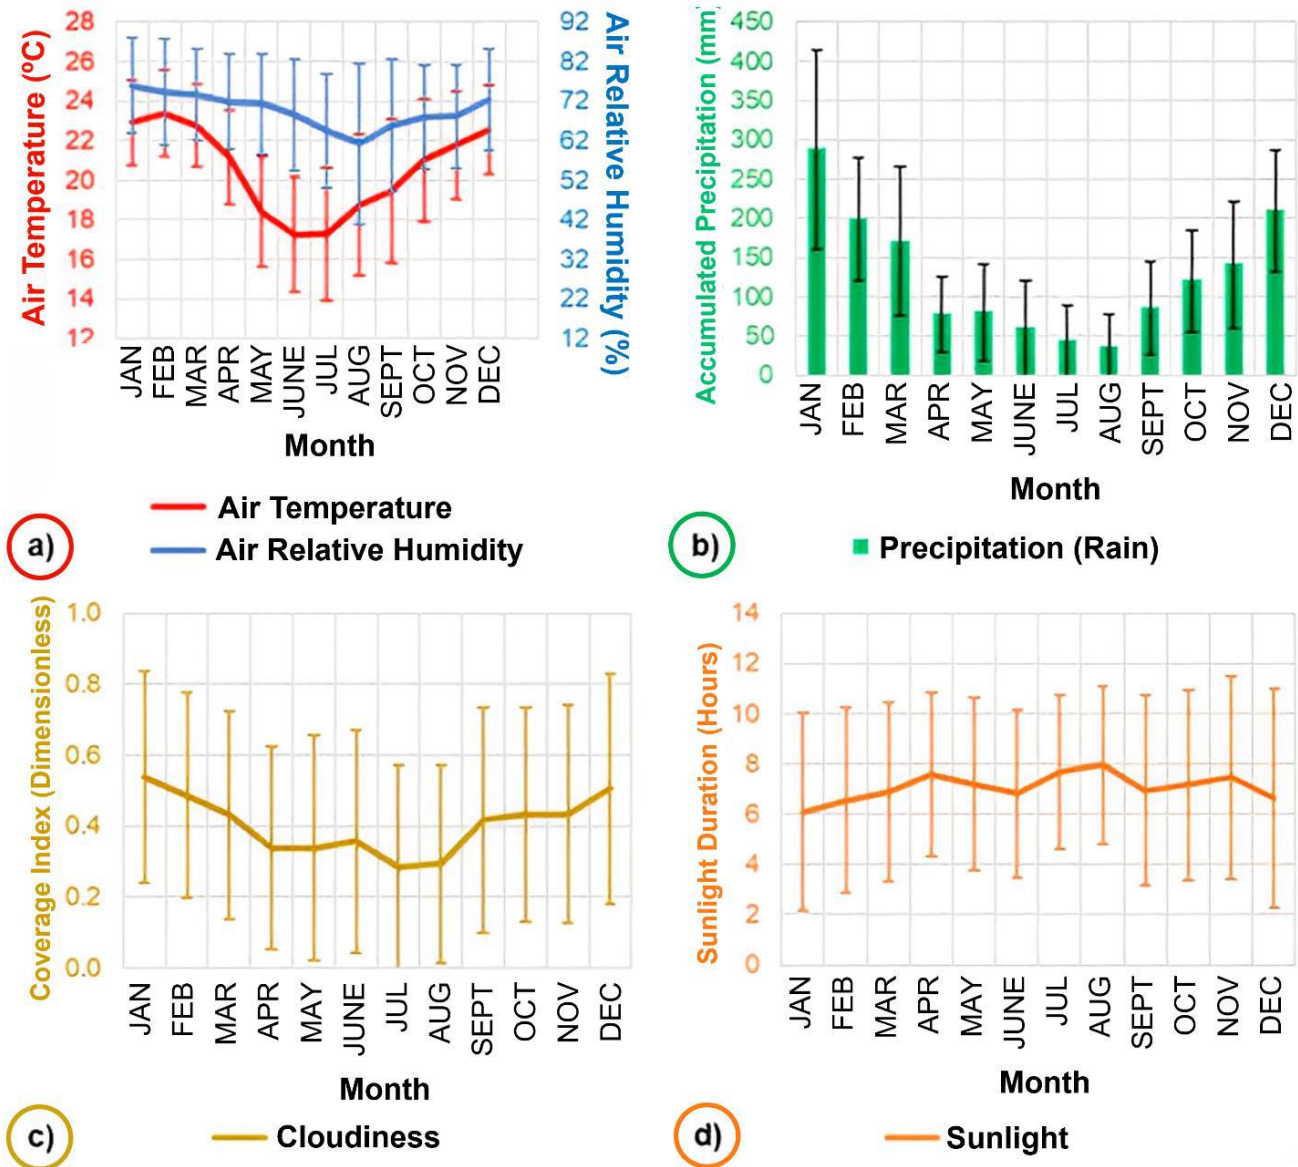 Air Temperature (ºC)
28
26
24
22
20
18
16
14
12
92
82
72
62
52
42
32
22
12
Air Relative Humidity (%)
JAN
FEB
MAR
APR
MAY
JUNE
JUL
AUG
SEPT
OCT
NOV
DEC
Month
Air Temperature
Air Relative Humidity
a)
Accumulated Precipitation (mm)
450
400
350
300
250
200
150
100
50
0
JAN
FEB
MAR
APR
MAY
JUNE
JUL
AUG
SEPT
OCT
NOV
DEC
Month
Precipitation (Rain)
b)
Coverage Index (Dimensionless)
1.0
0.8
0.6
0.4
0.2
0.0
JAN
FEB
MAR
APR
MAY
JUNE
JUL
AUG
SEPT
OCT
NOV
DEC
Month
Cloudiness
c)
Sunlight Duration (Hours)
14
12
10
8
6
4
2
0
JAN
FEB
MAR
APR
MAY
JUNE
JUL
AUG
SEPT
OCT
NOV
DEC
Month
Sunlight
d)